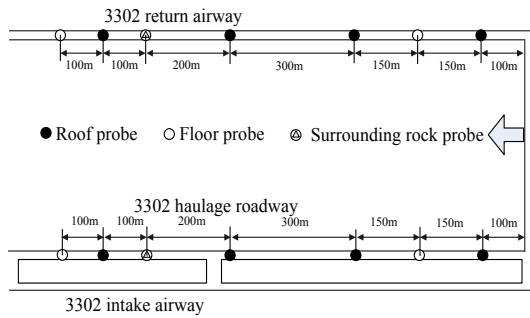 3302 return airway
100m 100m 200m 300m 150m 150m 100m
Roof probe Floor probe Surrounding rock probe
3302 haulage roadway
100m 100m 200m 300m 150m 150m 100m
3302 intake airway